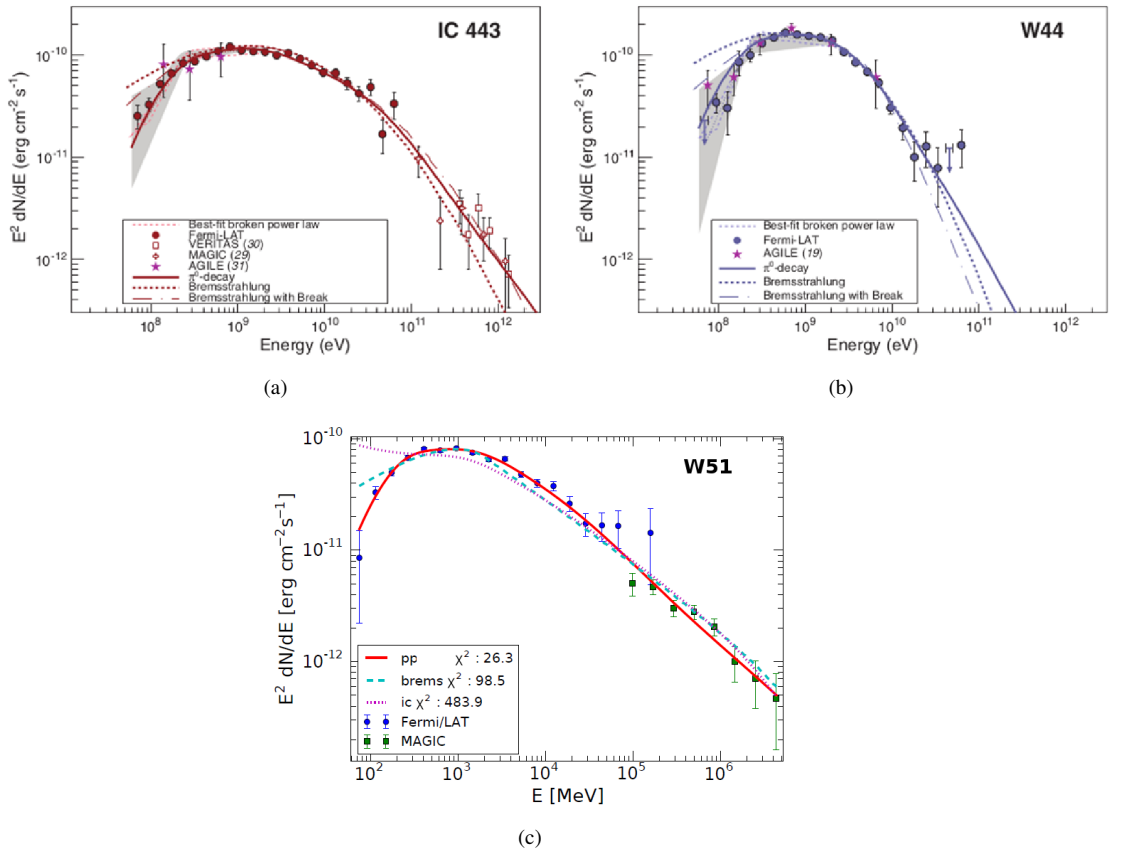 IC 443
E² dN/dE (erg cm⁻² s⁻¹)
10⁻¹⁰
10⁻¹¹
10⁻¹²
Best-fit broken power law
Fermi-LAT
VERITAS (30)
MAGIC (29)
AGILE (31)
π⁰-decay
Bremsstrahlung
Bremsstrahlung with Break
10⁸ 10⁹ 10¹⁰ 10¹¹ 10¹²
Energy (eV)
(a)
W44
E² dN/dE (erg cm⁻² s⁻¹)
10⁻¹⁰
10⁻¹¹
10⁻¹²
Best-fit broken power law
Fermi-LAT
AGILE (19)
π⁰-decay
Bremsstrahlung
Bremsstrahlung with Break
10⁸ 10⁹ 10¹⁰ 10¹¹ 10¹²
Energy (eV)
(b)
W51
E² dN/dE [erg cm⁻²s⁻¹]
10⁻¹⁰
10⁻¹¹
10⁻¹²
pp χ² : 26.3
brems χ² : 98.5
ic χ² : 483.9
Fermi/LAT
MAGIC
10² 10³ 10⁴ 10⁵ 10⁶
E [MeV]
(c)